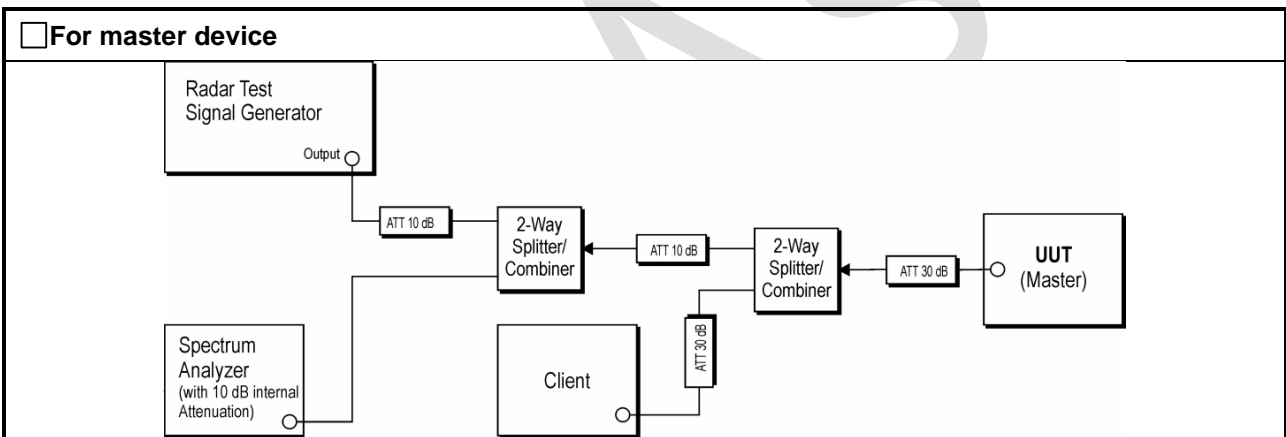 ☐For master device
Radar Test
Signal Generator
Output
ATT 10 dB
2-Way
Splitter/
Combiner
ATT 10 dB
2-Way
Splitter/
Combiner
ATT 30 dB
UUT
(Master)
Spectrum
Analyzer
(with 10 dB internal
Attenuation)
Client
ATT 30 dB